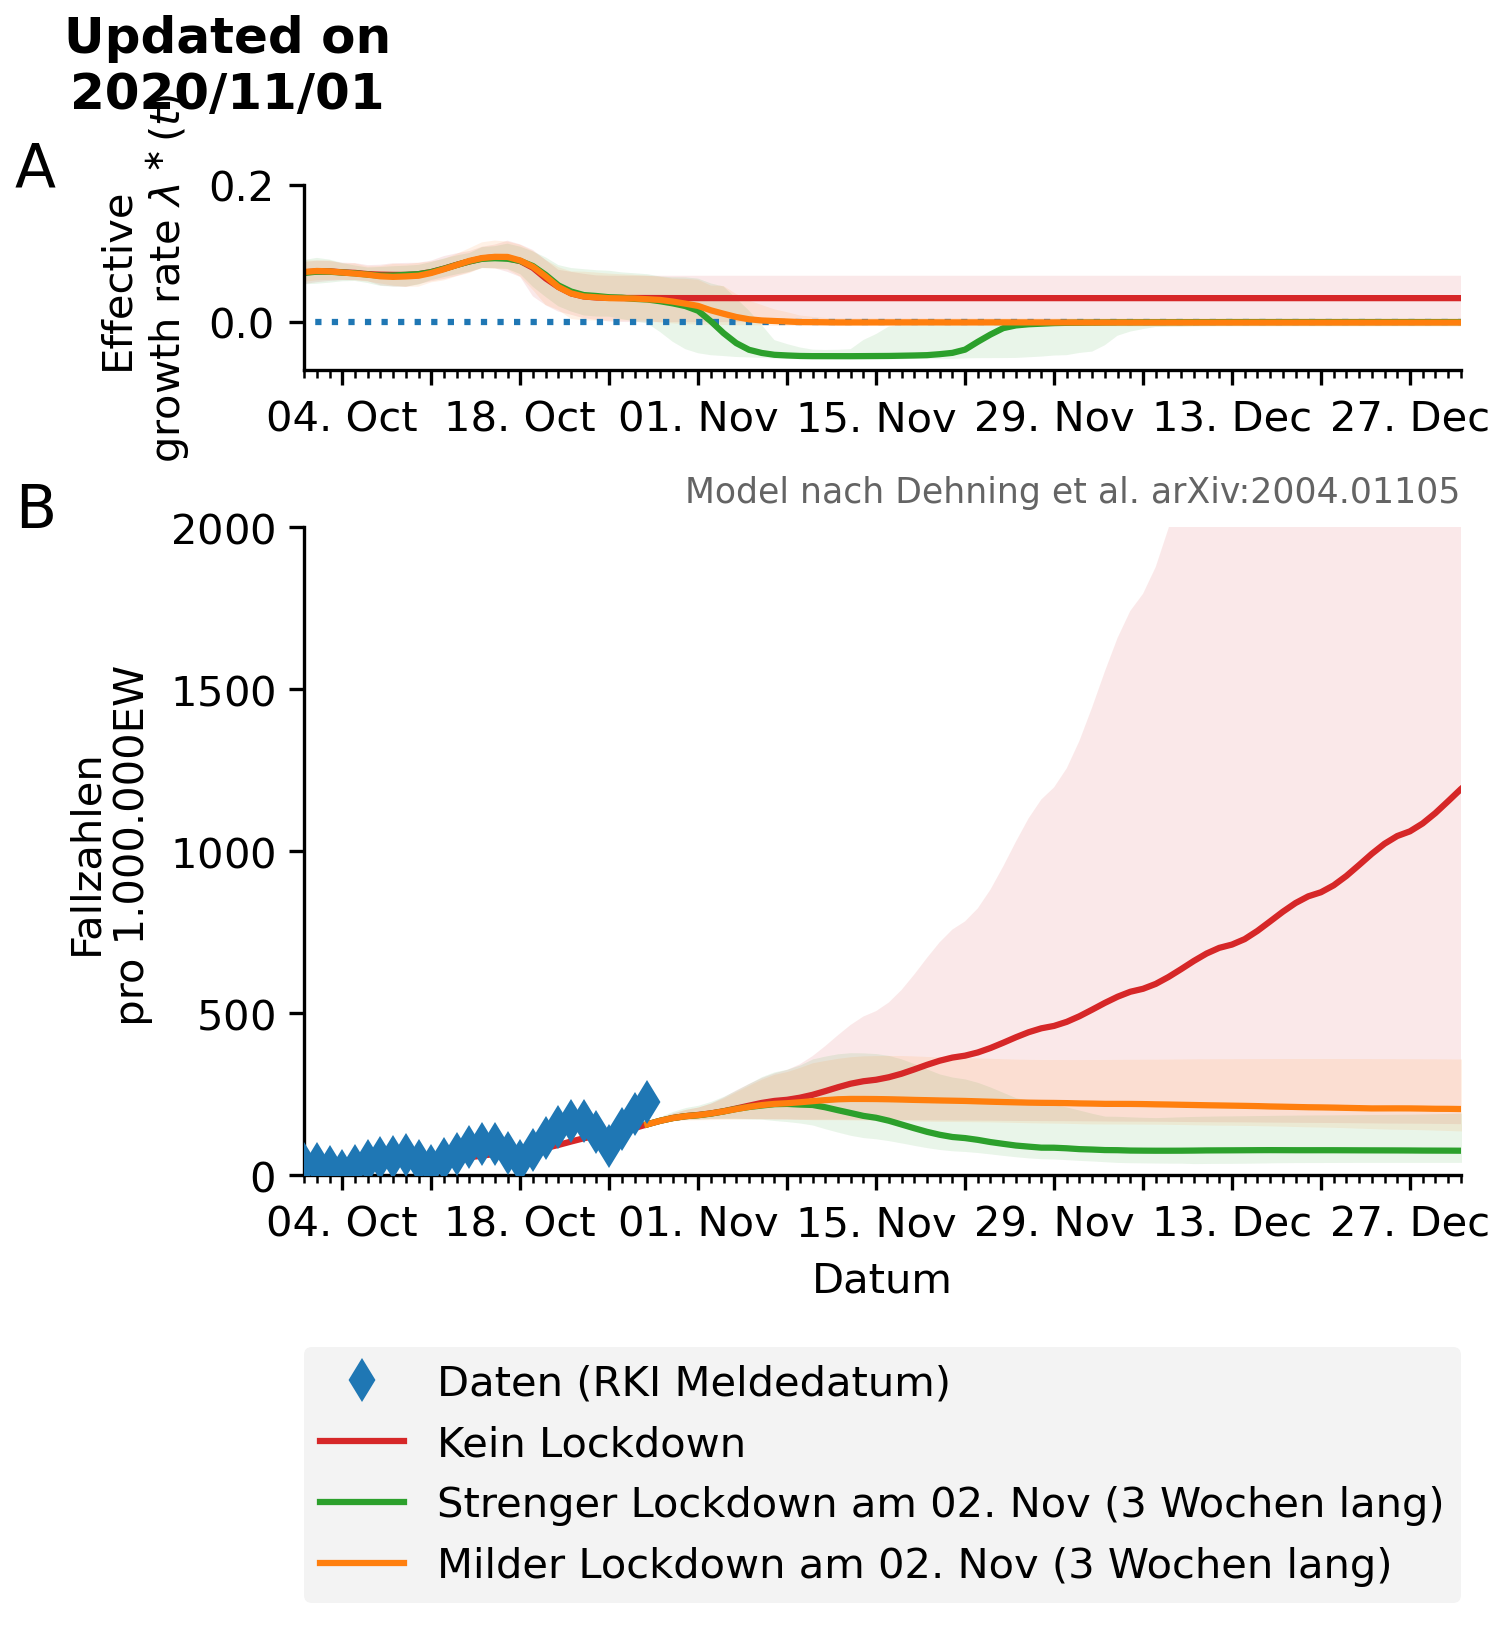 Updated on
2020/11/01
A
Effective
growth rate λ * (t)
0.2
0.0
04. Oct 18. Oct 01. Nov 15. Nov 29. Nov 13. Dec 27. Dec
Model nach Dehning et al. arXiv:2004.01105
B
Fallzahlen
pro 1.000.000EW
2000
1500
1000
500
0
04. Oct 18. Oct 01. Nov 15. Nov 29. Nov 13. Dec 27. Dec
Datum
Daten (RKI Meldedatum)
Kein Lockdown
Strenger Lockdown am 02. Nov (3 Wochen lang)
Milder Lockdown am 02. Nov (3 Wochen lang)